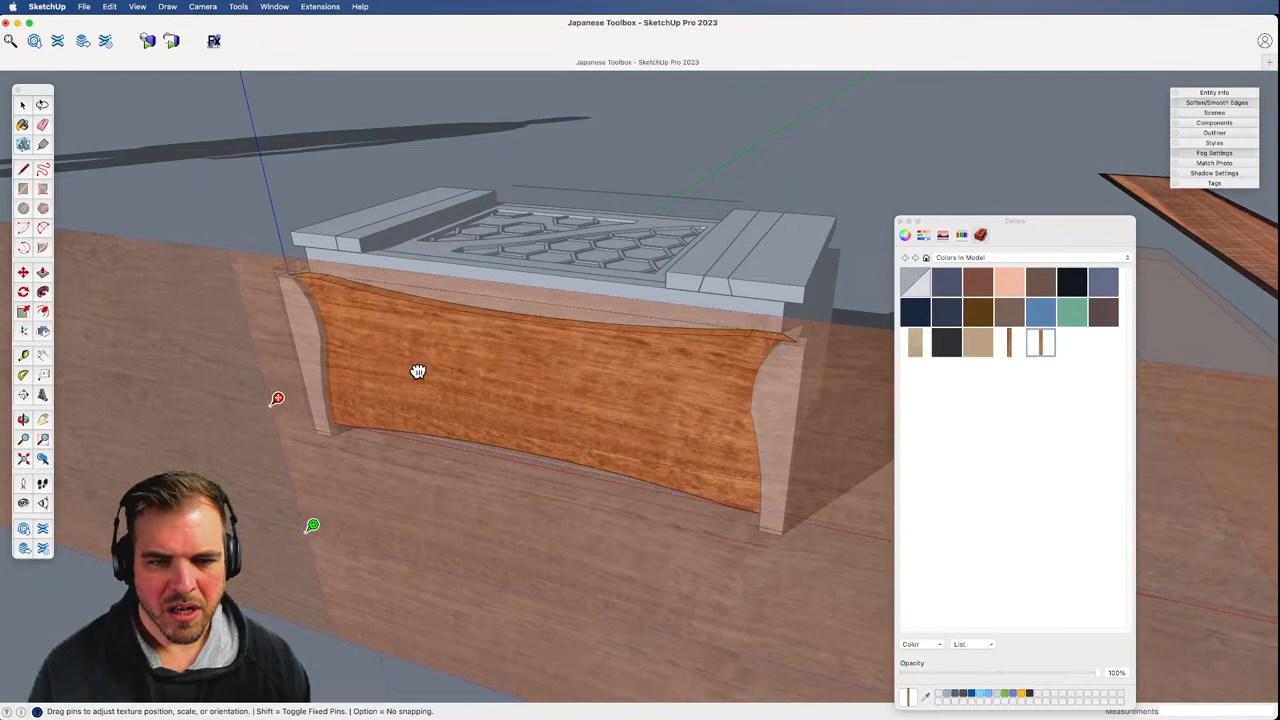 SketchUp File Edit View Draw Camera Tools Window Extensions Help
Japanese Toolbox - SketchUp Pro 2023
Japanese Toolbox - SketchUp Pro 2023
Entity Info
Soften/Smooth Edges
Scenes
Components
Outliner
Styles
Fog Settings
Match Photo
Shadow Settings
Tags
Colors
Colors In Model
Color List
Opacity
100%
Drag pins to adjust texture position, scale, or orientation. | Shift = Toggle Fixed Pins. | Option = No snapping.
Measurements